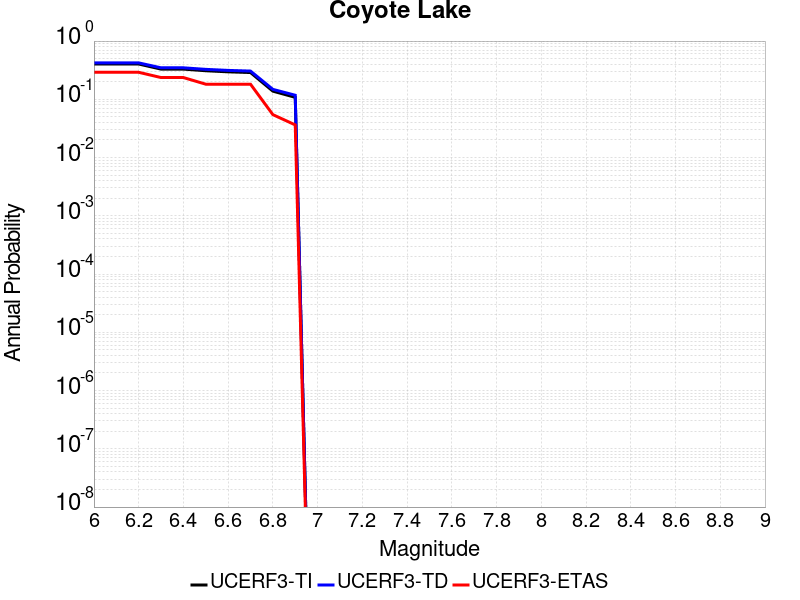 Coyote Lake
Annual Probability
10^0
10^-1
10^-2
10^-3
10^-4
10^-5
10^-6
10^-7
10^-8
6 6.2 6.4 6.6 6.8 7 7.2 7.4 7.6 7.8 8 8.2 8.4 8.6 8.8 9
Magnitude
UCERF3-TI UCERF3-TD UCERF3-ETAS